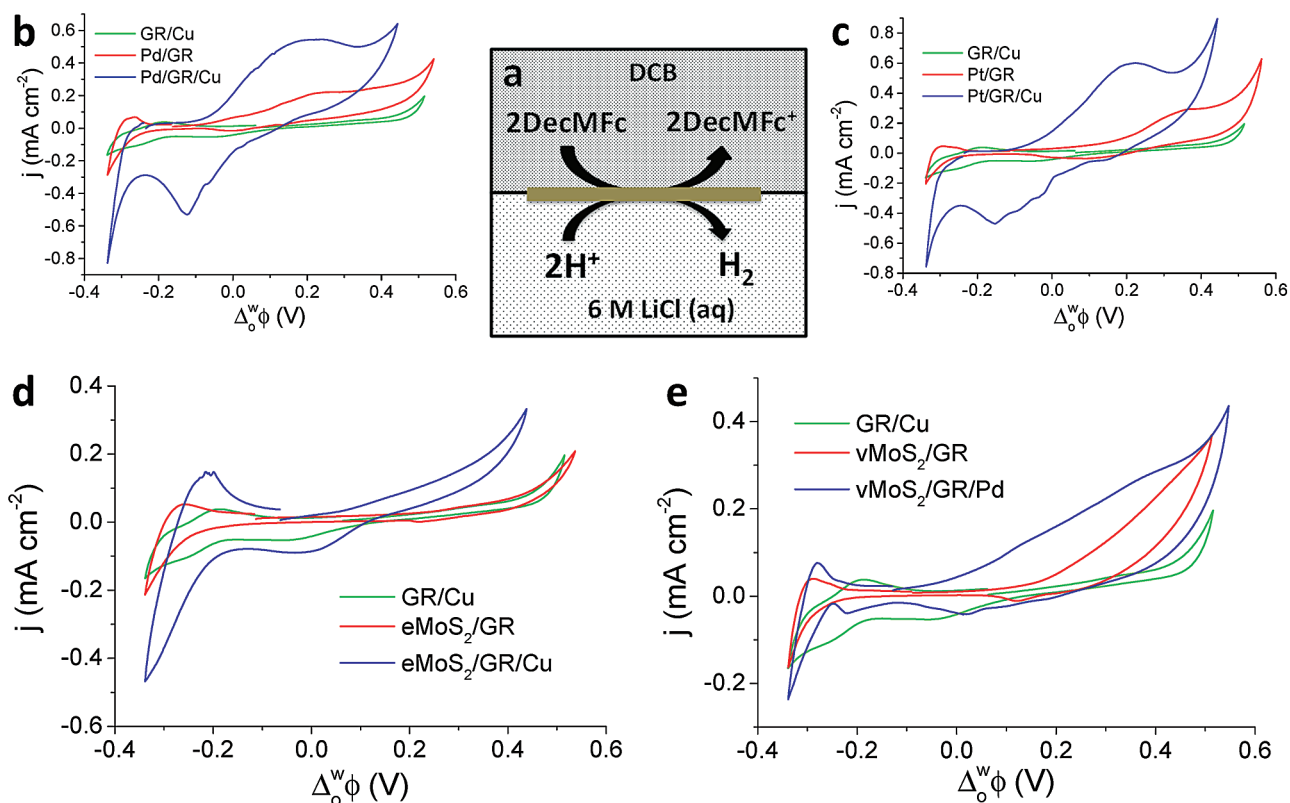 b
GR/Cu
Pd/GR
Pd/GR/Cu
j (mA cm⁻²)
0.6
0.4
0.2
0.0
-0.2
-0.4
-0.6
-0.8
-0.4 -0.2 0.0 0.2 0.4 0.6
Δₒʷϕ (V)
a
DCB
2DecMFc 2DecMFc⁺
2H⁺ H₂
6 M LiCl (aq)
c
GR/Cu
Pt/GR
Pt/GR/Cu
j (mA cm⁻²)
0.8
0.6
0.4
0.2
0.0
-0.2
-0.4
-0.6
0.8
-0.4 -0.2 0.0 0.2 0.4 0.6
Δₒʷϕ (V)
d
j (mA cm⁻²)
0.4
0.2
0.0
-0.2
-0.4
-0.6
GR/Cu
eMoS₂/GR
eMoS₂/GR/Cu
-0.4 -0.2 0.0 0.2 0.4 0.6
Δₒʷϕ (V)
e
GR/Cu
vMoS₂/GR
vMoS₂/GR/Pd
j (mA cm⁻²)
0.4
0.2
0.0
-0.2
-0.4 -0.2 0.0 0.2 0.4 0.6
Δₒʷϕ (V)